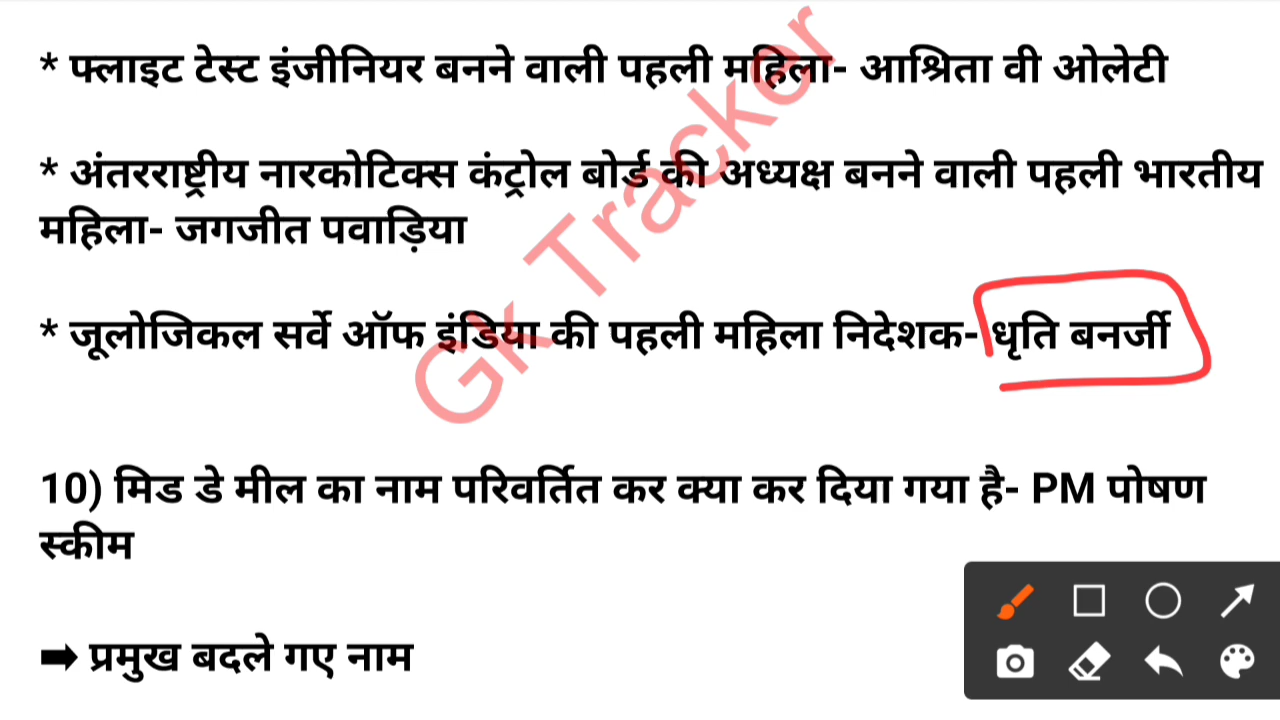 * फ्लाइट टेस्ट इंजीनियर बनने वाली पहली महिला- आश्रिता वी ओलेटी
* अंतरराष्ट्रीय नारकोटिक्स कंट्रोल बोर्ड की अध्यक्ष बनने वाली पहली भारतीय
महिला- जगजीत पवाड़िया
* जूलोजिकल सर्वे ऑफ इंडिया की पहली महिला निदेशक- धृति बनर्जी
10) मिड डे मील का नाम परिवर्तित कर क्या कर दिया गया है- PM पोषण
स्कीम
➡ प्रमुख बदले गए नाम
Gk Tracker